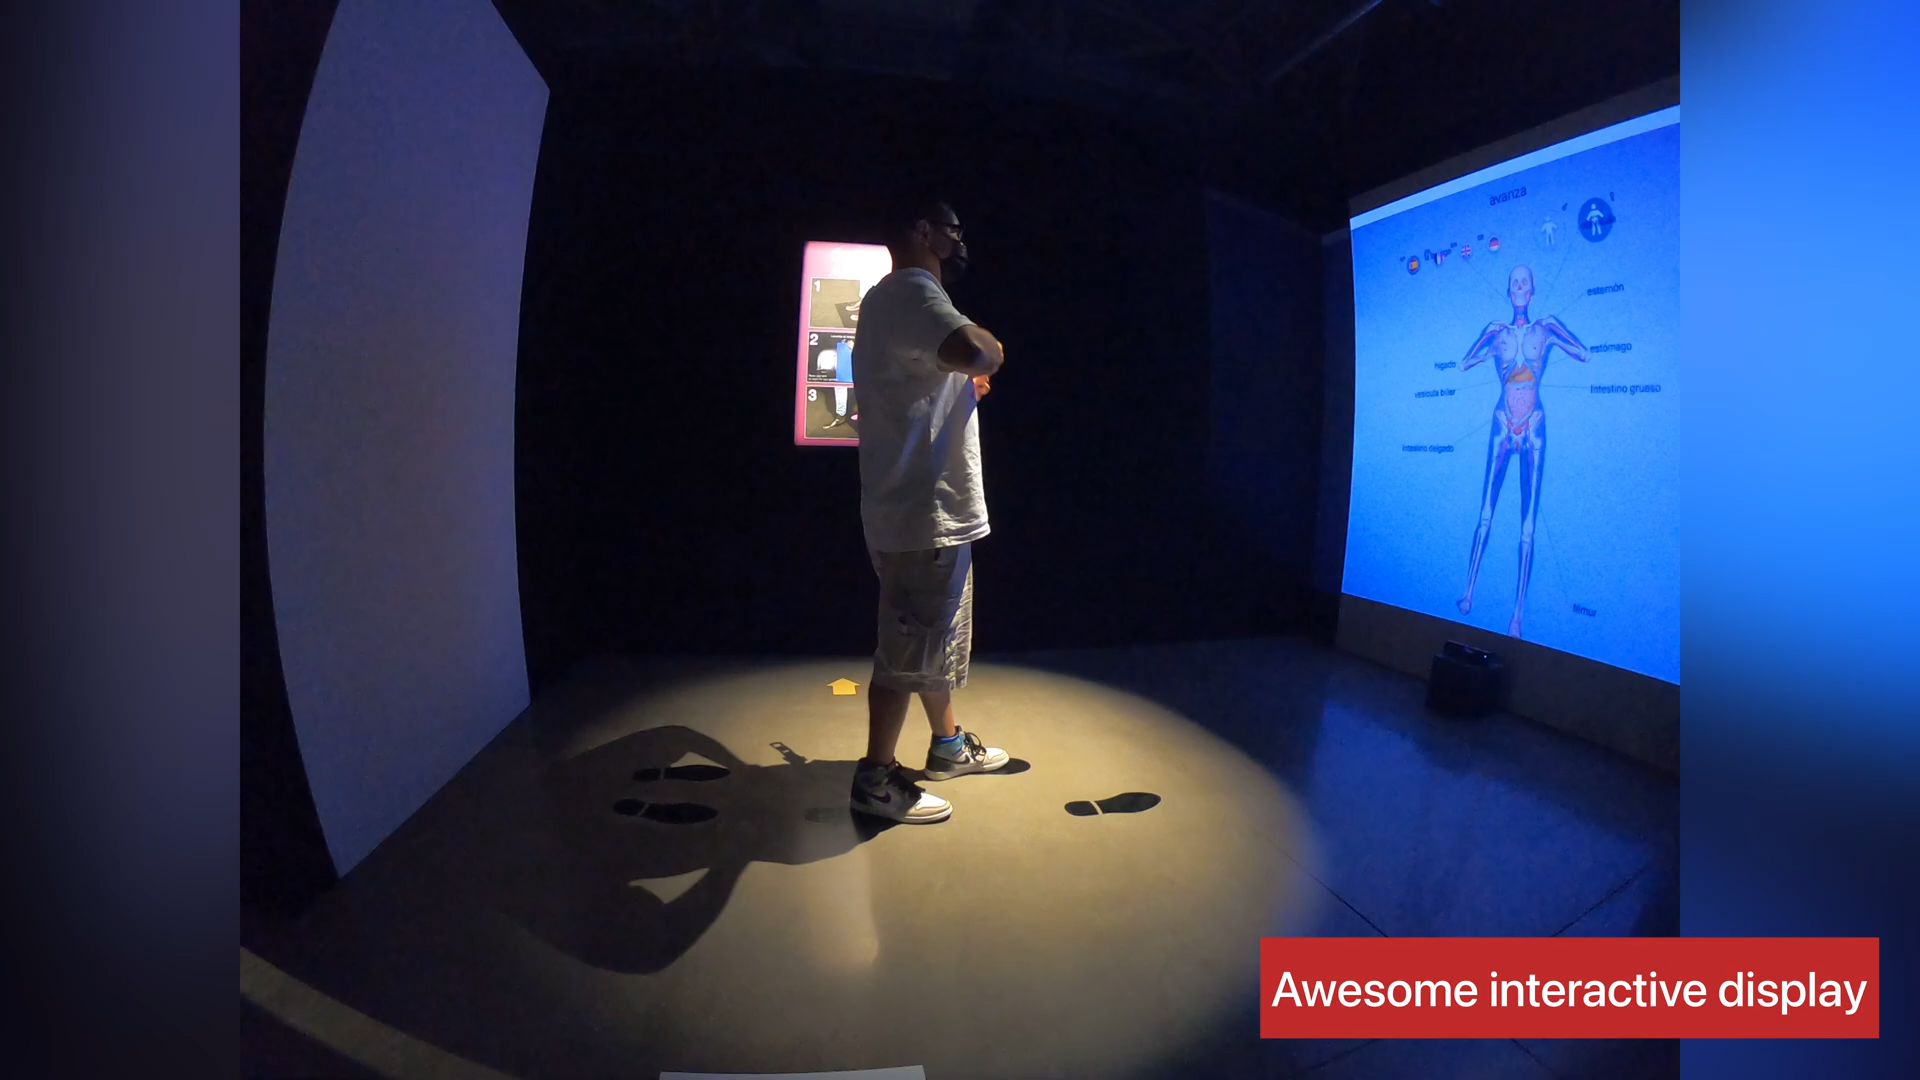 avanza
esternón
hígado
estómago
vesícula biliar
Intestino grueso
intestino delgado
fémur
1
2
3
Awesome interactive display